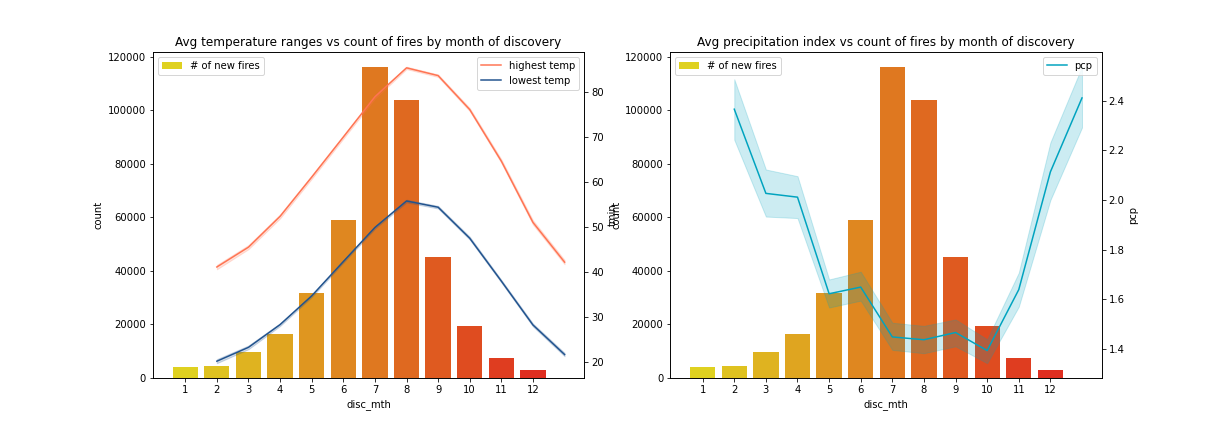 Avg temperature ranges vs count of fires by month of discovery
# of new fires
highest temp
lowest temp
120000
100000
80000
60000
40000
20000
0
count
80
70
60
50
40
30
20
tmin
1 2 3 4 5 6 7 8 9 10 11 12
disc_mth
Avg precipitation index vs count of fires by month of discovery
# of new fires
pcp
120000
100000
80000
60000
40000
20000
0
count
2.4
2.2
2.0
1.8
1.6
1.4
pcp
1 2 3 4 5 6 7 8 9 10 11 12
disc_mth